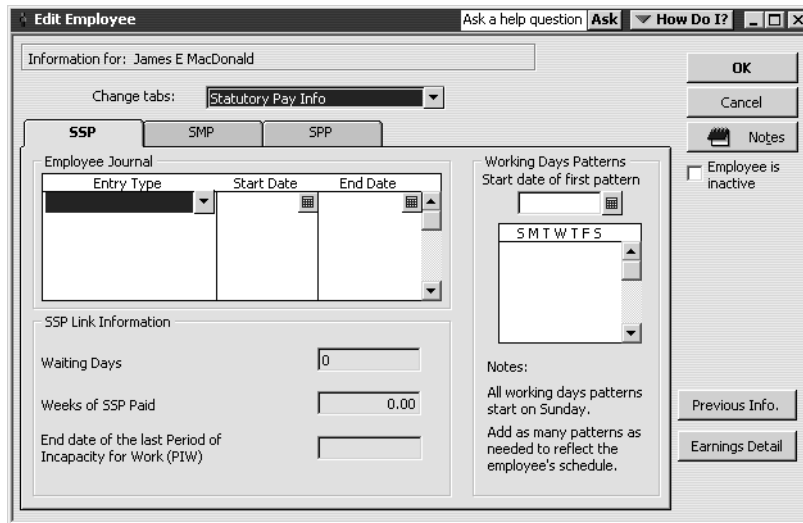 Edit Employee
Ask a help question Ask How Do I?
Information for: James E MacDonald
Change tabs: Statutory Pay Info
SSP SMP SPP
Employee Journal
Entry Type Start Date End Date
SSP Link Information
Waiting Days 0
Weeks of SSP Paid 0.00
End date of the last Period of
Incapacity for Work (PIW)
Working Days Patterns
Start date of first pattern
S M T W T F S
Notes:
All working days patterns
start on Sunday.
Add as many patterns as
needed to reflect the
employee's schedule.
OK
Cancel
Notes
Employee is
inactive
Previous Info.
Earnings Detail